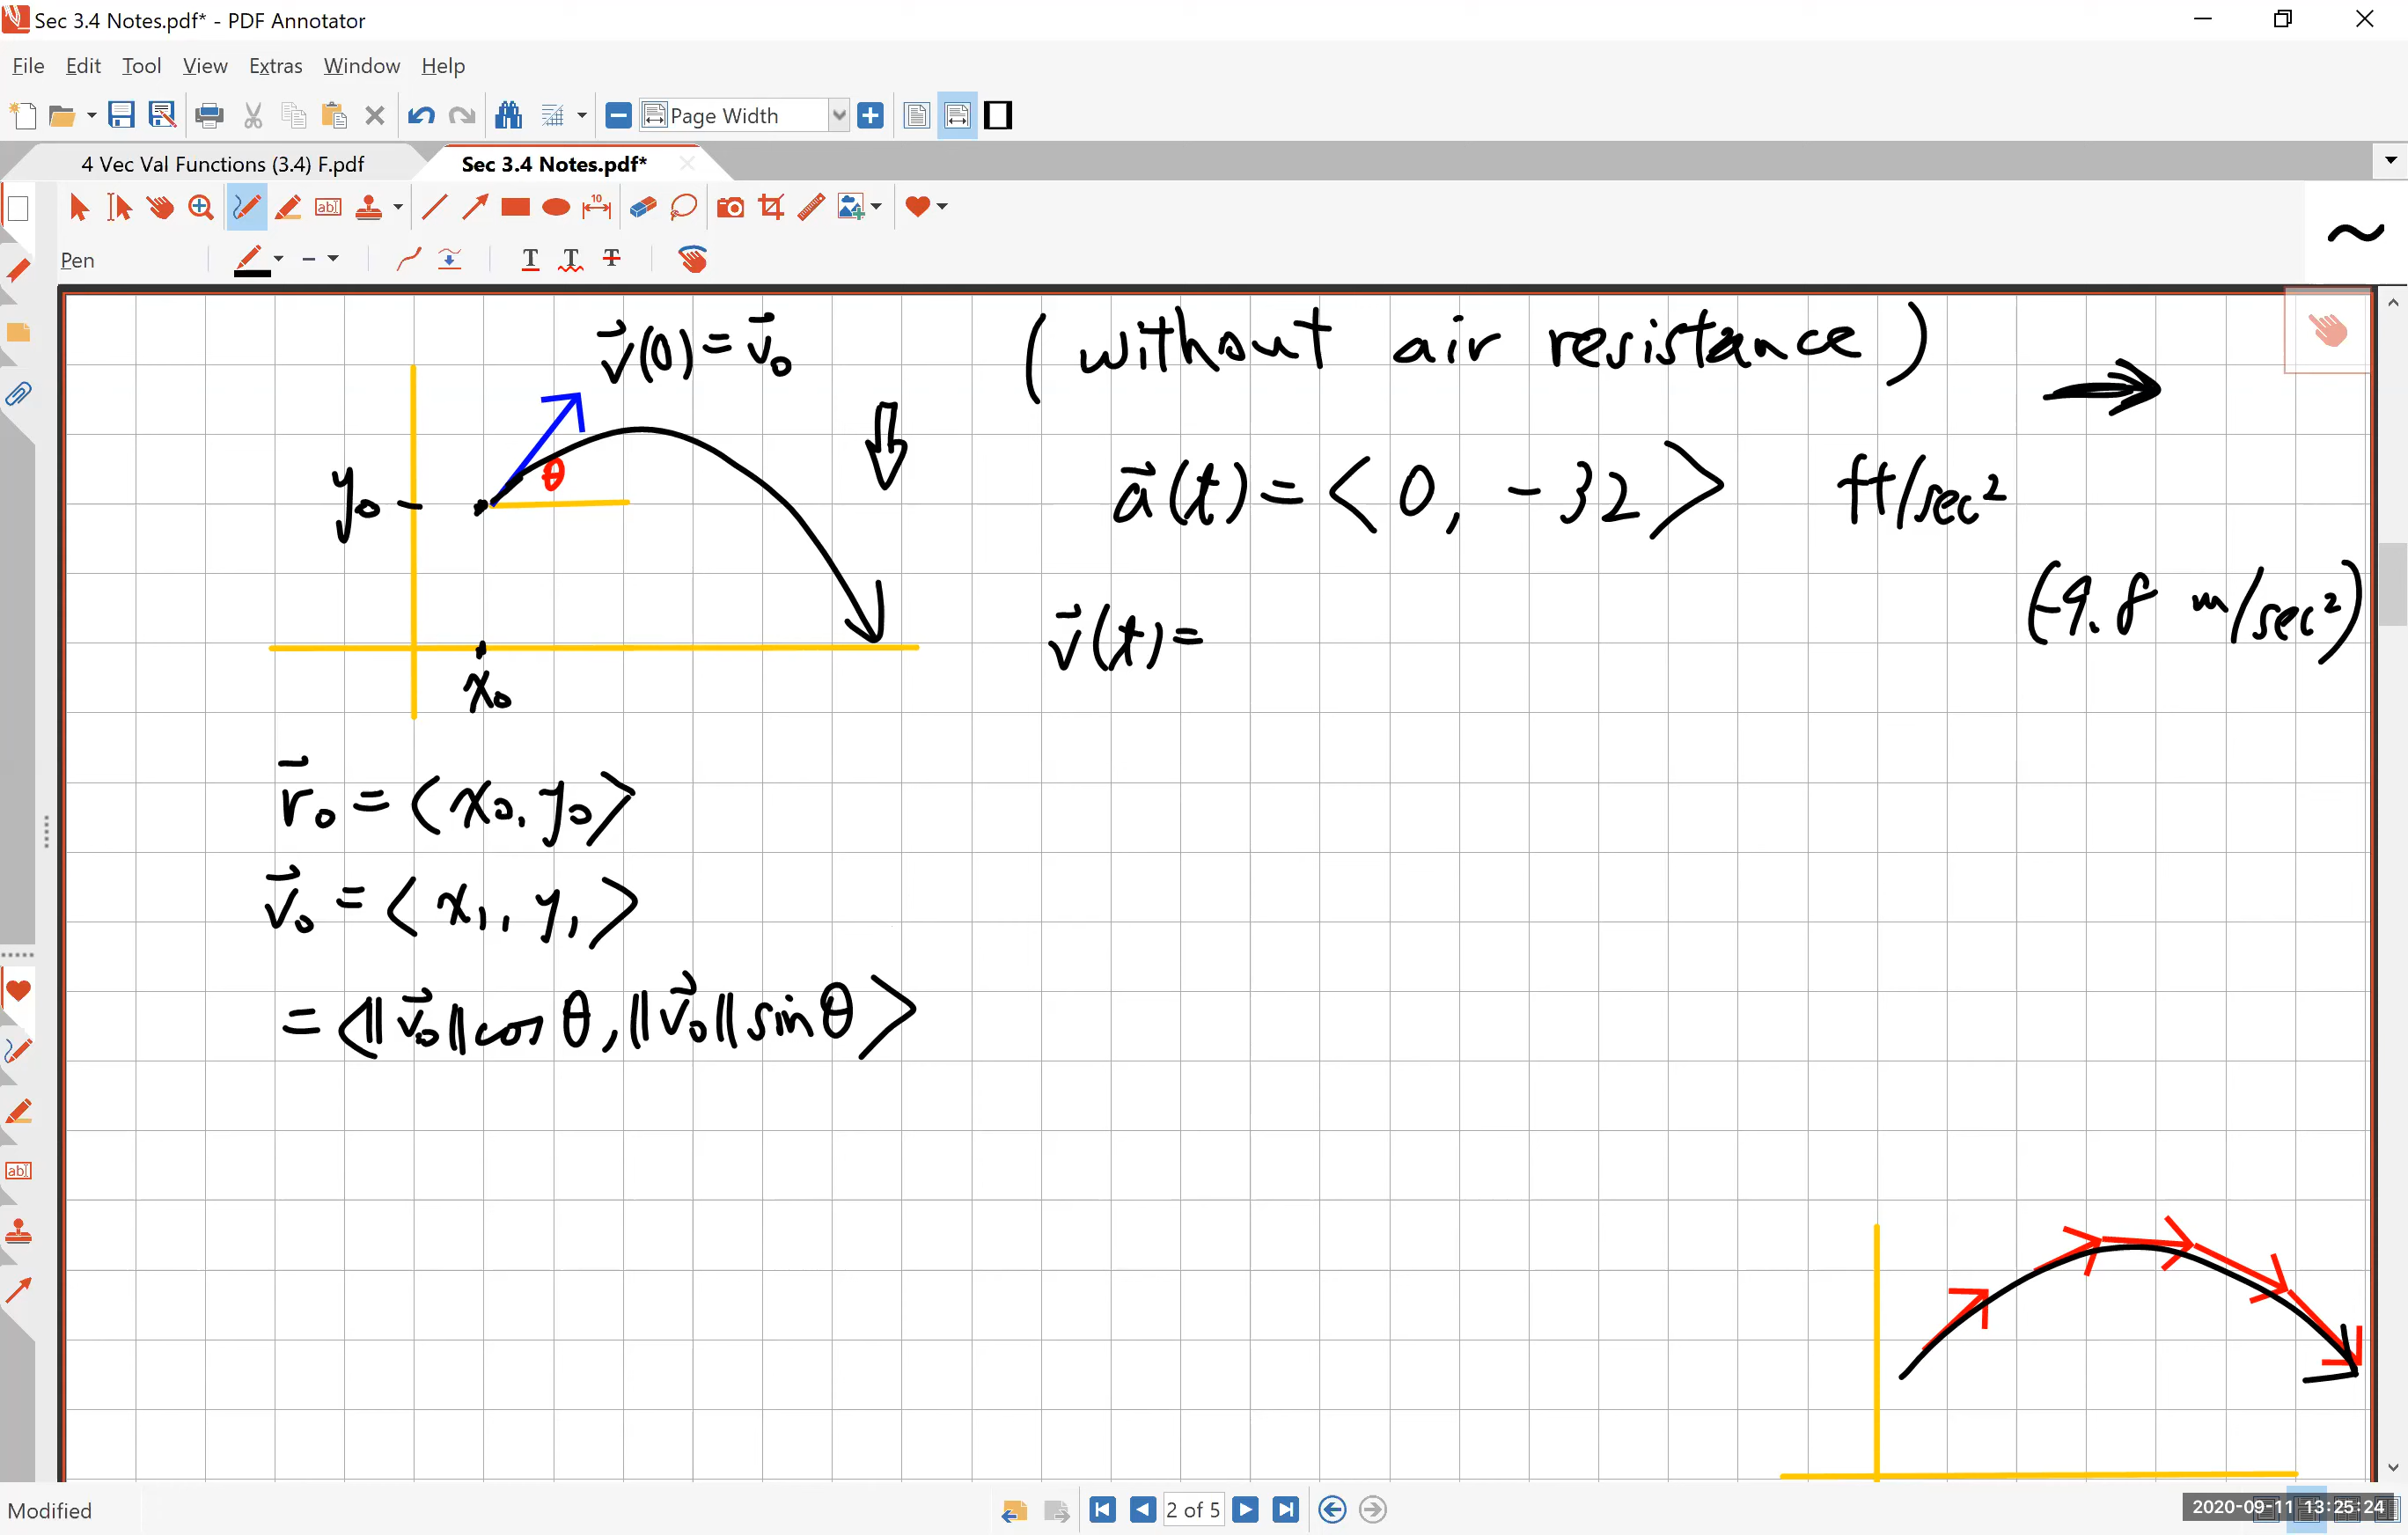 Sec 3.4 Notes.pdf* - PDF Annotator
File Edit Tool View Extras Window Help
Page Width
4 Vec Val Functions (3.4) F.pdf Sec 3.4 Notes.pdf*
ab 10
Pen
T T T
v⃗(0) = v⃗₀ (without air resistance)
θ
y₀
a⃗(t) = <0, -32> ft/sec²
(-9.8 m/sec²)
v⃗(t) =
x₀
r⃗₀ = <x₀, y₀>
v⃗₀ = <x₁, y₁>
= <‖v⃗₀‖cos θ, ‖v⃗₀‖ sin θ>
ab
Modified 2 of 5 2020-09-11 13:25:24